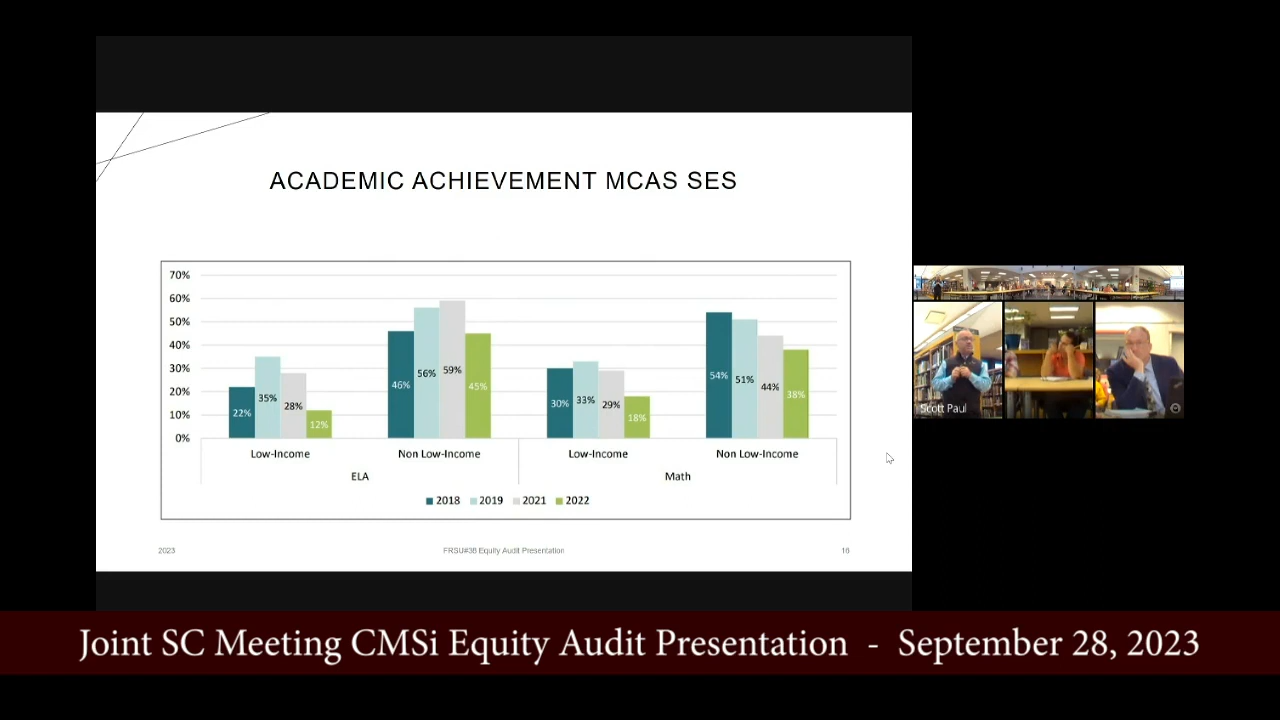 ACADEMIC ACHIEVEMENT MCAS SES
70%
60%
50%
40%
30%
20%
10%
0%
22% 35% 28% 12%
46% 56% 59% 45%
30% 33% 29% 18%
54% 51% 44% 38%
Low-Income Non Low-Income Low-Income Non Low-Income
ELA Math
2018 2019 2021 2022
2023 FRSU#38 Equity Audit Presentation 16
Scott Paul
Joint SC Meeting CMSi Equity Audit Presentation - September 28, 2023